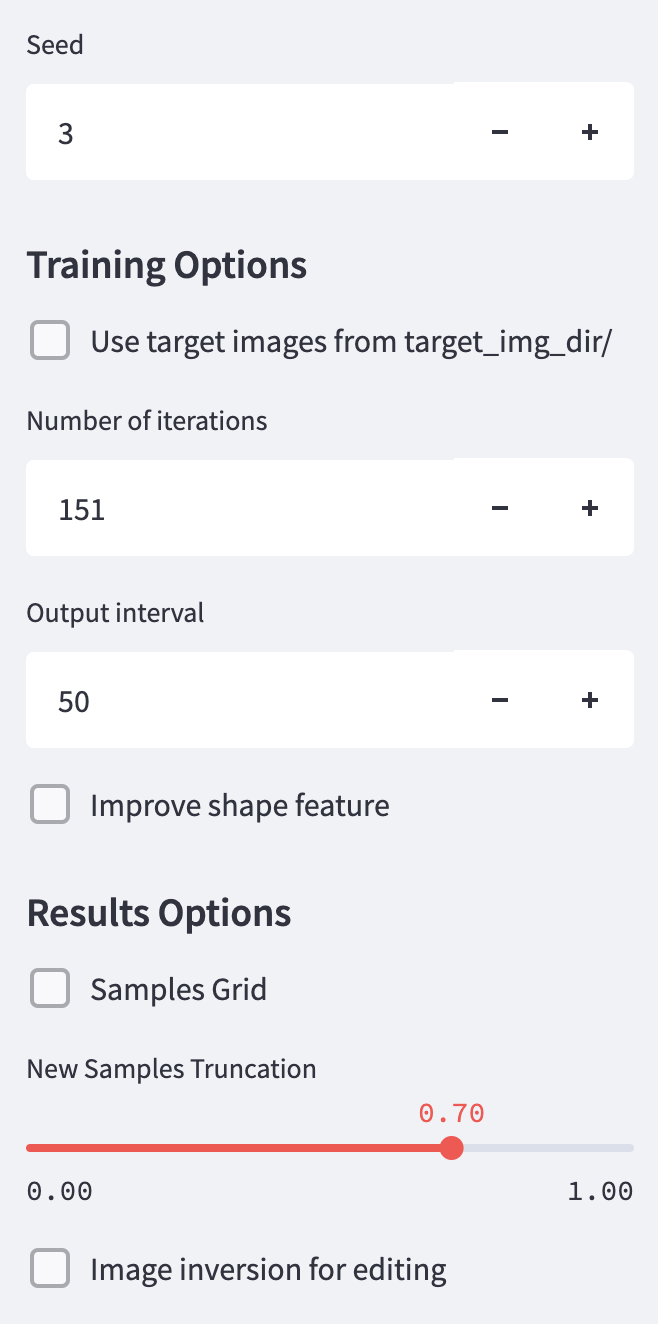 Seed
3 − +
Training Options
Use target images from target_img_dir/
Number of iterations
151 − +
Output interval
50 − +
Improve shape feature
Results Options
Samples Grid
New Samples Truncation
0.70
0.00 1.00
Image inversion for editing